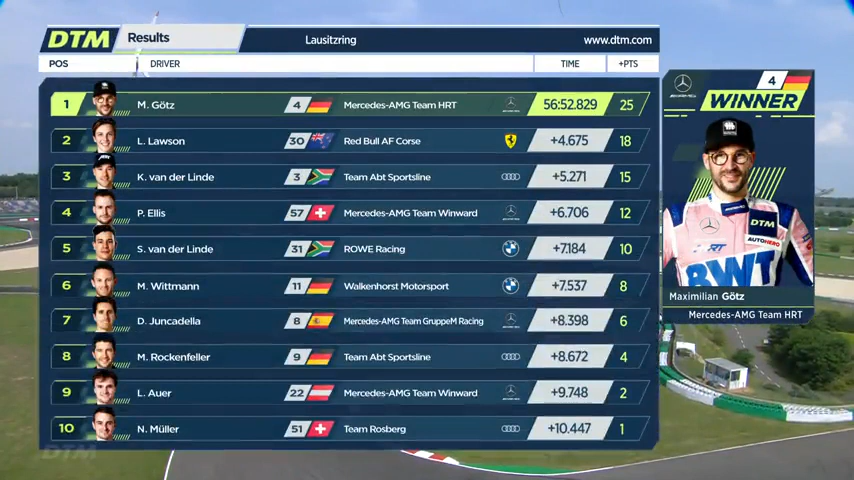 DTM Results Lausitzring www.dtm.com
POS DRIVER TIME +PTS
1 M. Götz 4 Mercedes-AMG Team HRT 56:52.829 25
2 L. Lawson 30 Red Bull AF Corse +4.675 18
3 K. van der Linde 3 Team Abt Sportsline +5.271 15
4 P. Ellis 57 Mercedes-AMG Team Winward +6.706 12
5 S. van der Linde 31 ROWE Racing +7.184 10
6 M. Wittmann 11 Walkenhorst Motorsport +7.537 8
7 D. Juncadella 8 Mercedes-AMG Team GruppeM Racing +8.398 6
8 M. Rockenfeller 9 Team Abt Sportsline +8.672 4
9 L. Auer 22 Mercedes-AMG Team Winward +9.748 2
10 N. Müller 51 Team Rosberg +10.447 1
4
WINNER
DTM
AUTOHERO
RT
BWT
Maximilian Götz
Mercedes-AMG Team HRT
DTM